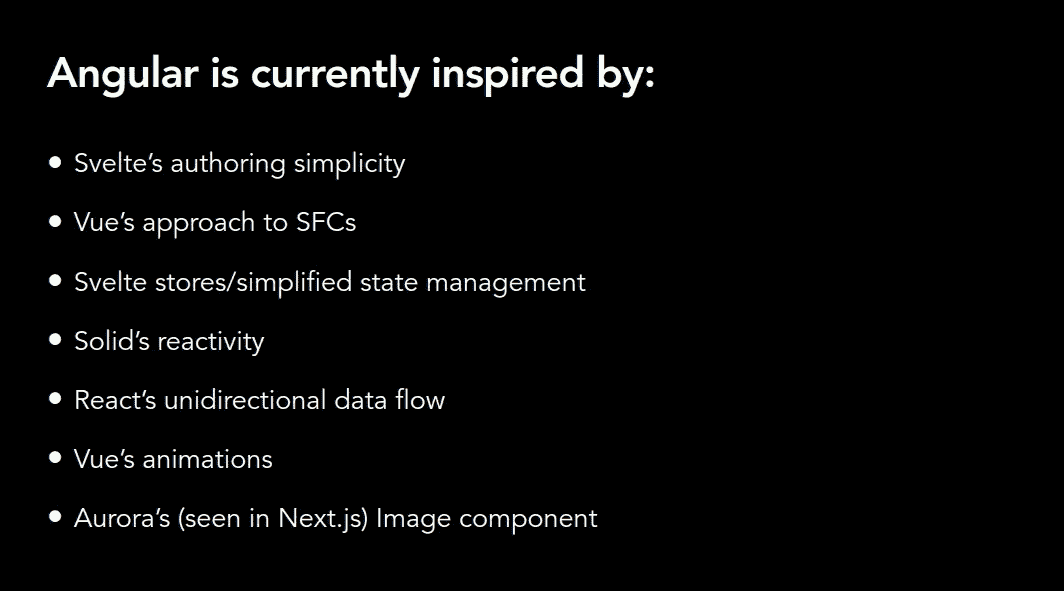 Angular is currently inspired by:
• Svelte’s authoring simplicity
• Vue’s approach to SFCs
• Svelte stores/simplified state management
• Solid’s reactivity
• React’s unidirectional data flow
• Vue’s animations
• Aurora’s (seen in Next.js) Image component